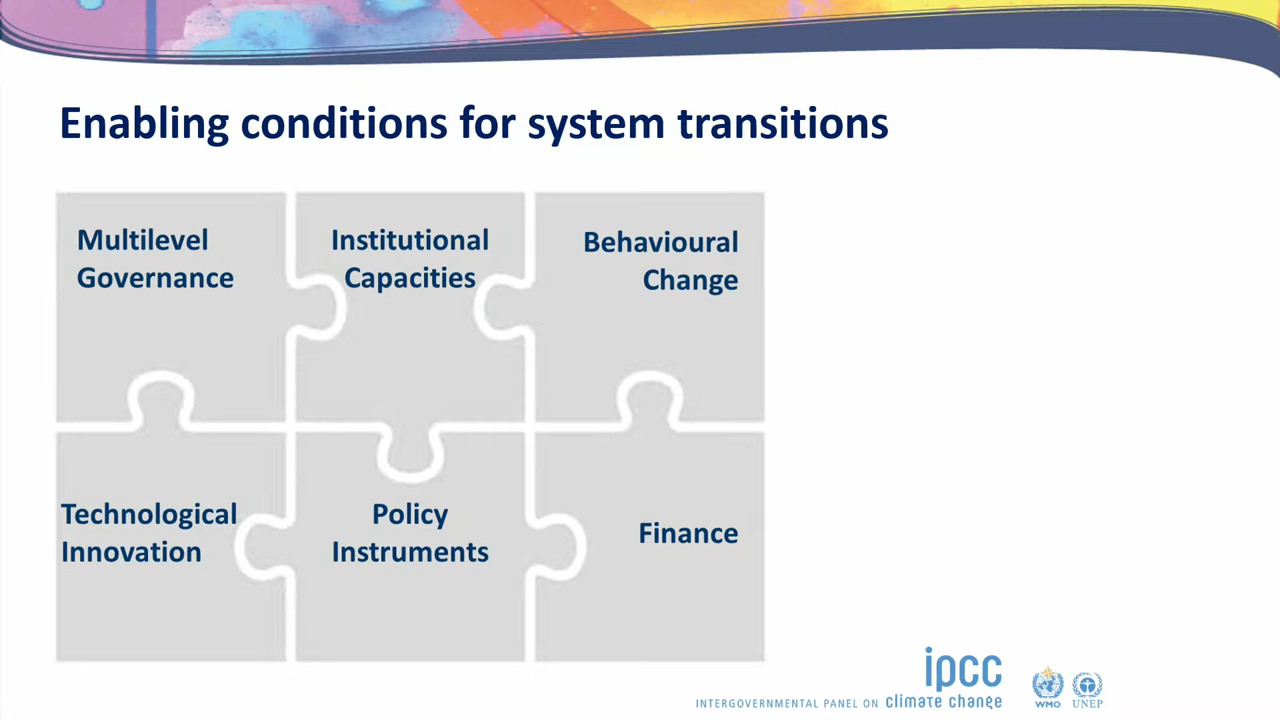 Enabling conditions for system transitions
Multilevel
Governance
Institutional
Capacities
Behavioural
Change
Technological
Innovation
Policy
Instruments
Finance
ipcc
INTERGOVERNMENTAL PANEL ON climate change
WMO
UNEP